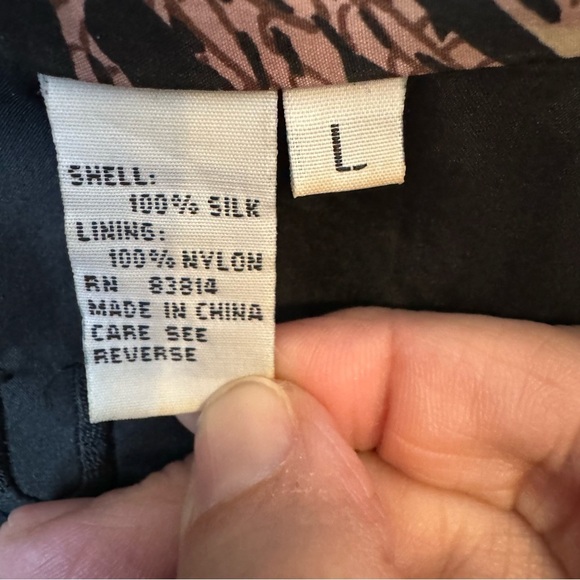 SHELL:
100% SILK
LINING:
100% NYLON
RN 83814
MADE IN CHINA
CARE SEE
REVERSE
L